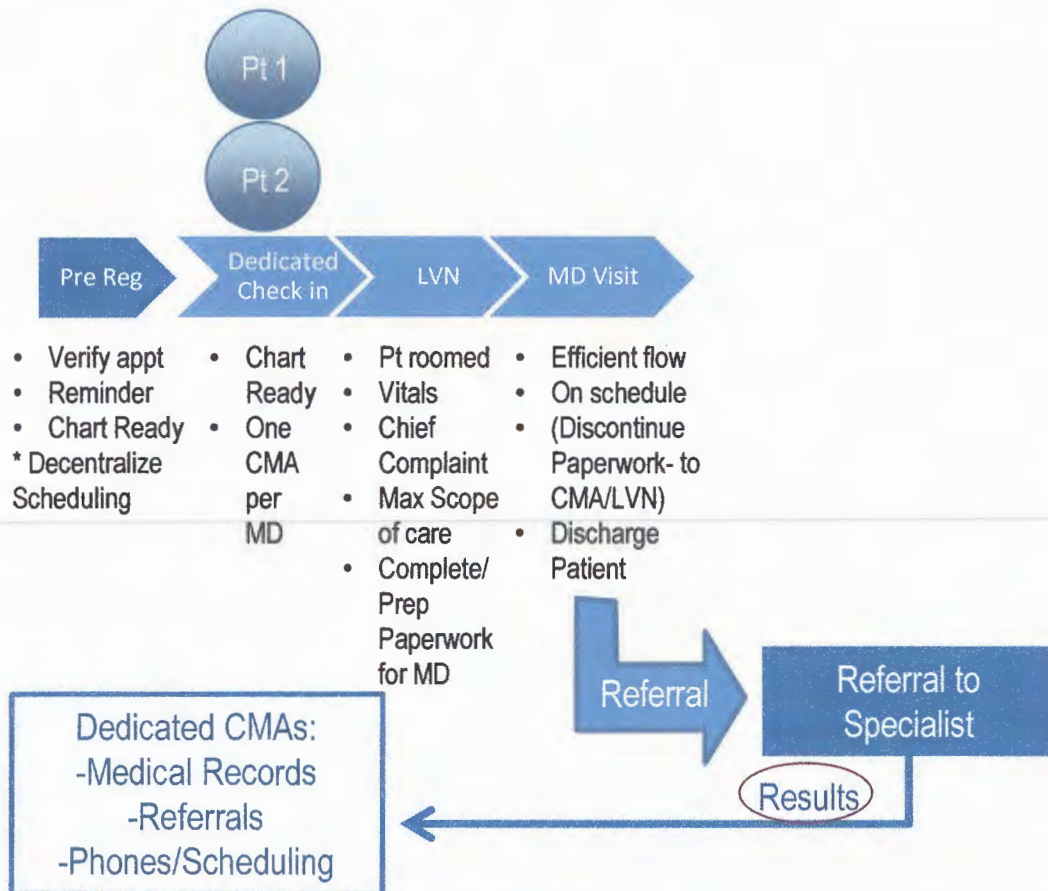 Pt 1
Pt 2
Pre Reg
Dedicated
Check in
LVN
MD Visit
• Verify appt
• Reminder
• Chart Ready
* Decentralize
Scheduling
• Chart
Ready
• One
CMA
per
MD
• Pt roomed
• Vitals
• Chief
Complaint
• Max Scope
of care
• Complete/
Prep
Paperwork
for MD
• Efficient flow
• On schedule
• (Discontinue
Paperwork- to
CMA/LVN)
• Discharge
Patient
Referral
Referral to
Specialist
Results
Dedicated CMAs:
-Medical Records
-Referrals
-Phones/Scheduling